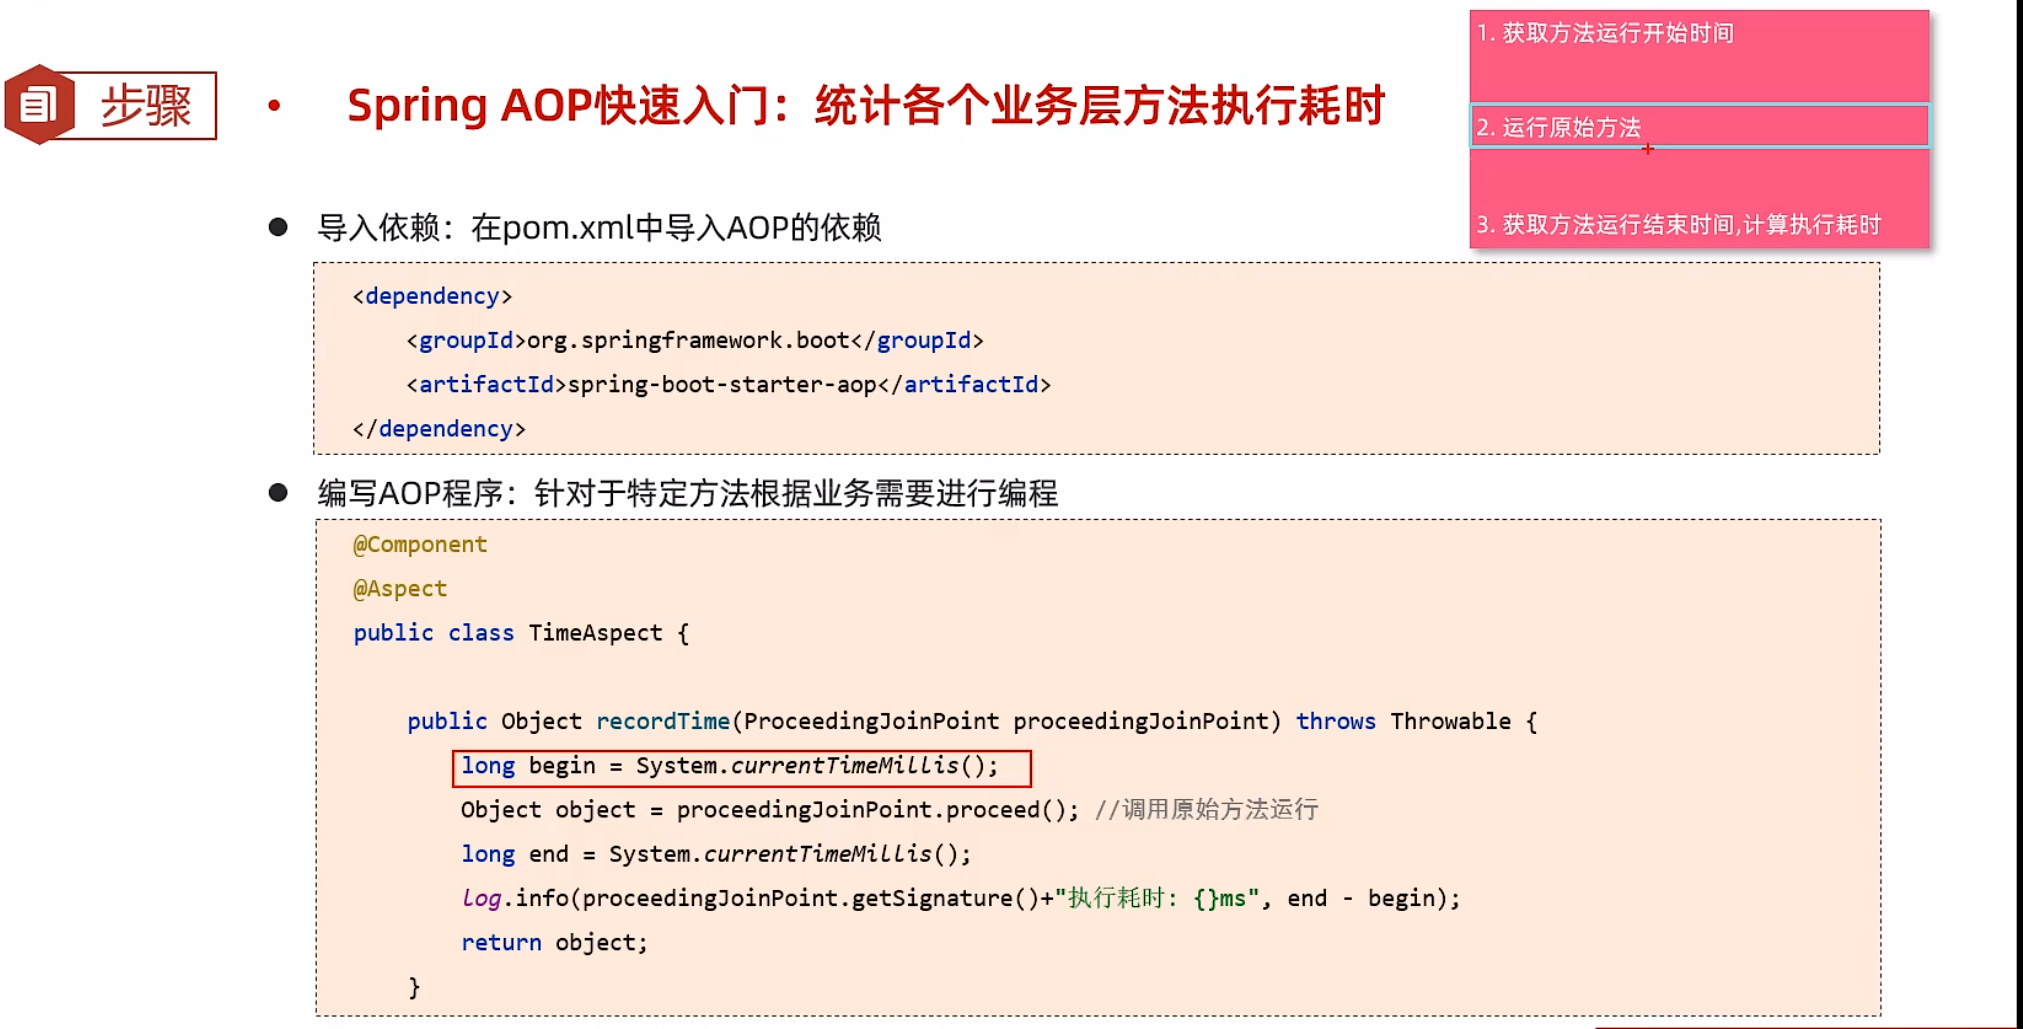 步骤
• Spring AOP快速入门：统计各个业务层方法执行耗时
1. 获取方法运行开始时间
2. 运行原始方法
3. 获取方法运行结束时间,计算执行耗时
● 导入依赖：在pom.xml中导入AOP的依赖
<dependency>
    <groupId>org.springframework.boot</groupId>
    <artifactId>spring-boot-starter-aop</artifactId>
</dependency>
● 编写AOP程序：针对于特定方法根据业务需要进行编程
@Component
@Aspect
public class TimeAspect {
    public Object recordTime(ProceedingJoinPoint proceedingJoinPoint) throws Throwable {
        long begin = System.currentTimeMillis();
        Object object = proceedingJoinPoint.proceed(); //调用原始方法运行
        long end = System.currentTimeMillis();
        log.info(proceedingJoinPoint.getSignature()+"执行耗时: {}ms", end - begin);
        return object;
    }